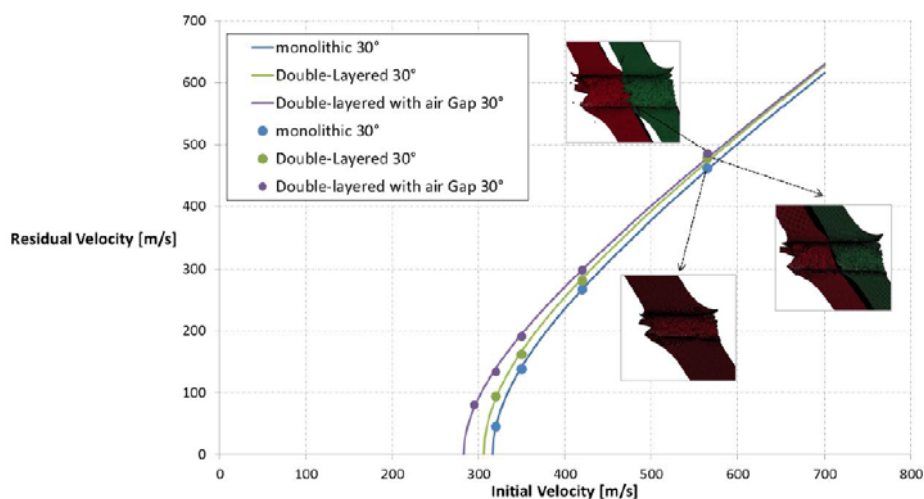 700
600
500
400
300
200
100
0
monolithic 30°
Double-Layered 30°
Double-layered with air Gap 30°
monolithic 30°
Double-Layered 30°
Double-layered with air Gap 30°
Residual Velocity [m/s]
0 100 200 300 400 500 600 700 800
Initial Velocity [m/s]